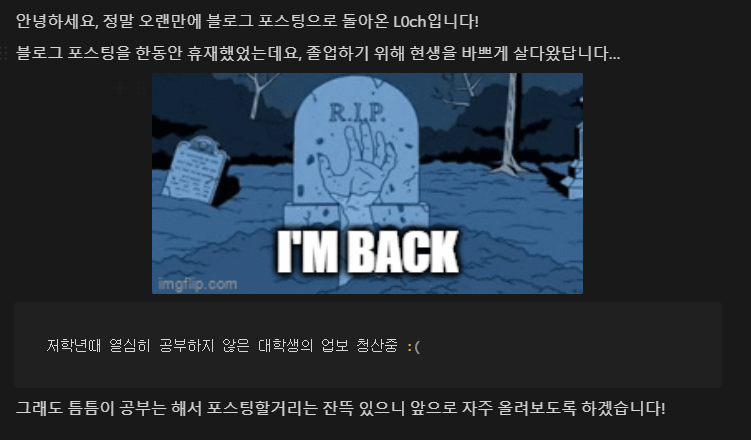 안녕하세요, 정말 오랜만에 블로그 포스팅으로 돌아온 L0ch입니다!
블로그 포스팅을 한동안 휴재했었는데요, 졸업하기 위해 현생을 바쁘게 살다왔답니다...
R.I.P.
I'M BACK
imgflip.com
저학년때 열심히 공부하지 않은 대학생의 업보 청산중 :(
그래도 틈틈이 공부는 해서 포스팅할거리는 잔뜩 있으니 앞으로 자주 올려보도록 하겠습니다!